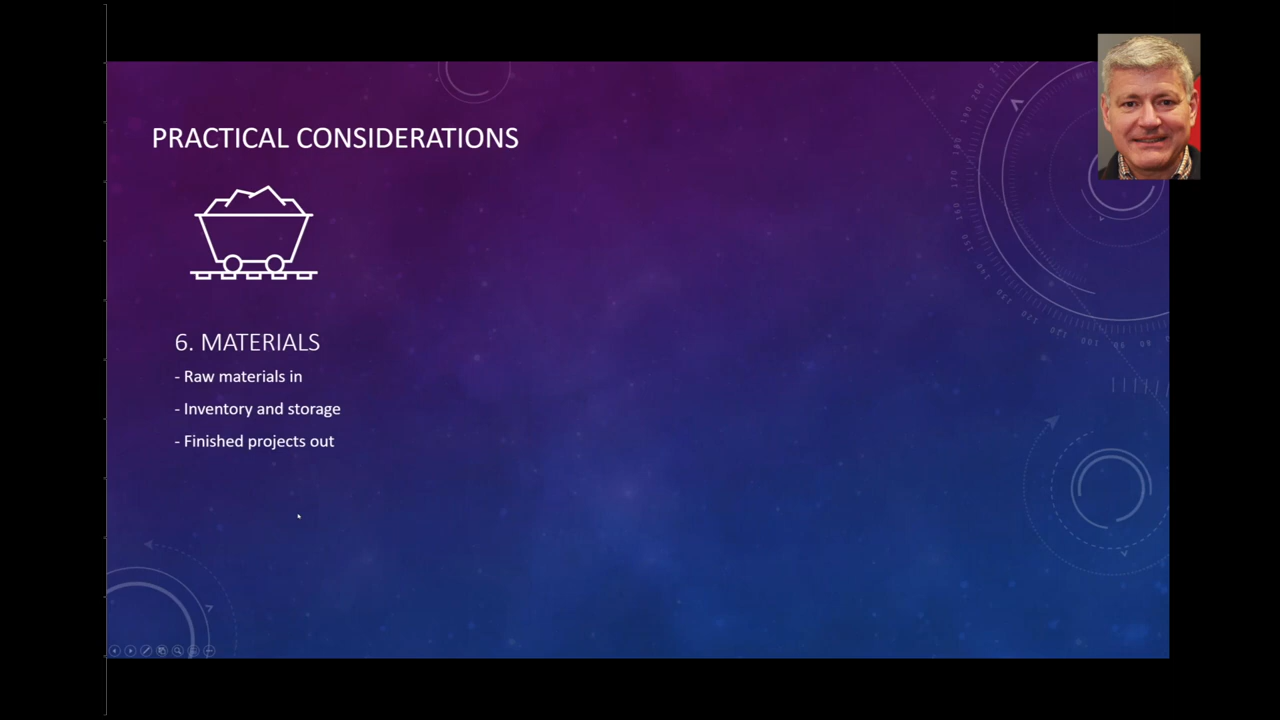 PRACTICAL CONSIDERATIONS
6. MATERIALS
- Raw materials in
- Inventory and storage
- Finished projects out